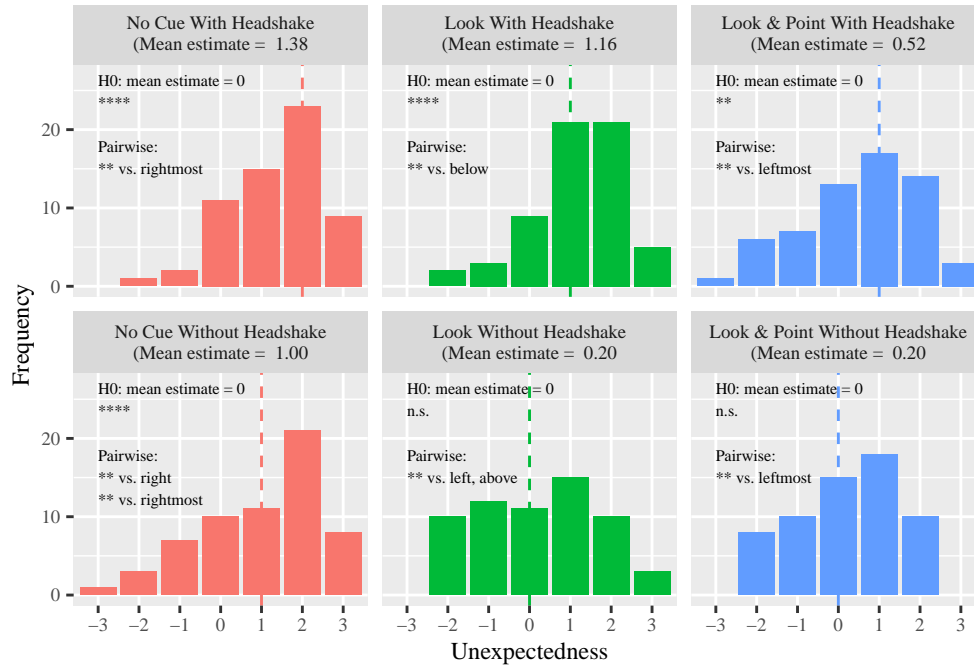 No Cue With Headshake
(Mean estimate = 1.38
Look With Headshake
(Mean estimate = 1.16
Look & Point With Headshake
(Mean estimate = 0.52
H0: mean estimate = 0
****
Pairwise:
** vs. rightmost
H0: mean estimate = 0
****
Pairwise:
** vs. below
H0: mean estimate = 0
**
Pairwise:
** vs. leftmost
20
10
0
No Cue Without Headshake
(Mean estimate = 1.00
Look Without Headshake
(Mean estimate = 0.20
Look & Point Without Headshake
(Mean estimate = 0.20
H0: mean estimate = 0
****
Pairwise:
** vs. right
** vs. rightmost
H0: mean estimate = 0
n.s.
Pairwise:
** vs. left, above
H0: mean estimate = 0
n.s.
Pairwise:
** vs. leftmost
20
10
0
−3 −2 −1 0 1 2 3
−3 −2 −1 0 1 2 3
−3 −2 −1 0 1 2 3
Frequency
Unexpectedness